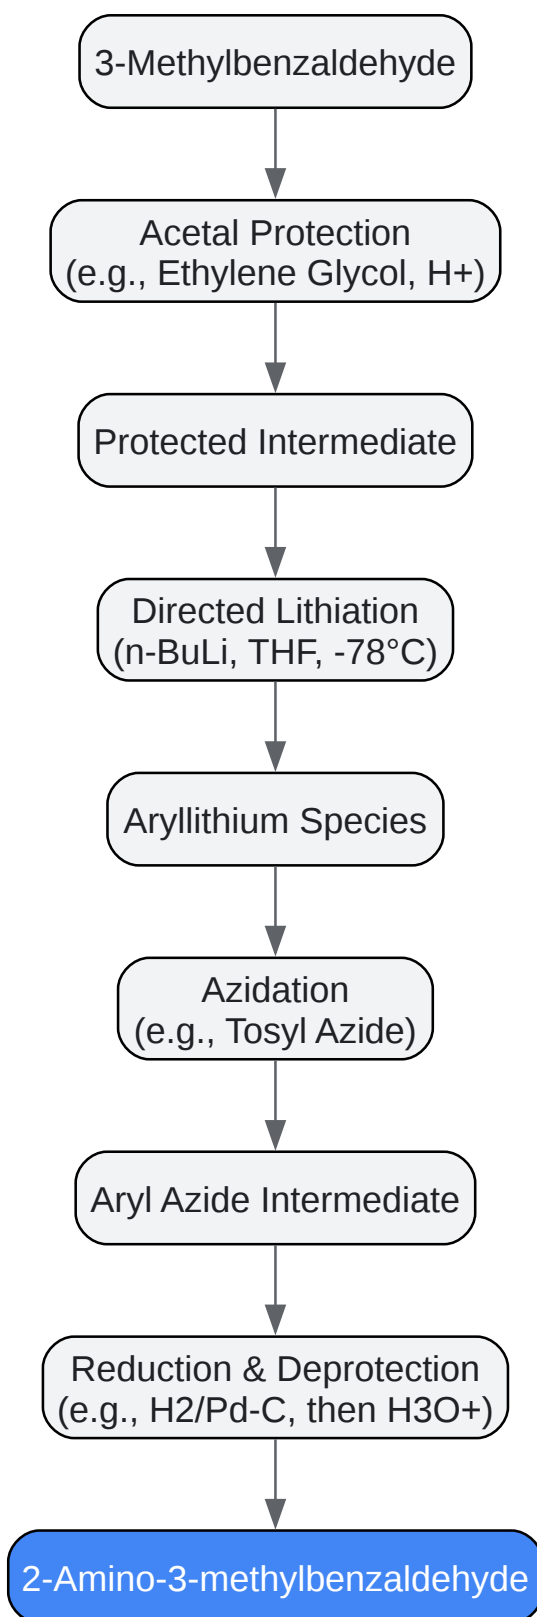 3-Methylbenzaldehyde
Acetal Protection
(e.g., Ethylene Glycol, H+)
Protected Intermediate
Directed Lithiation
(n-BuLi, THF, -78°C)
Aryllithium Species
Azidation
(e.g., Tosyl Azide)
Aryl Azide Intermediate
Reduction & Deprotection
(e.g., H2/Pd-C, then H3O+)
2-Amino-3-methylbenzaldehyde